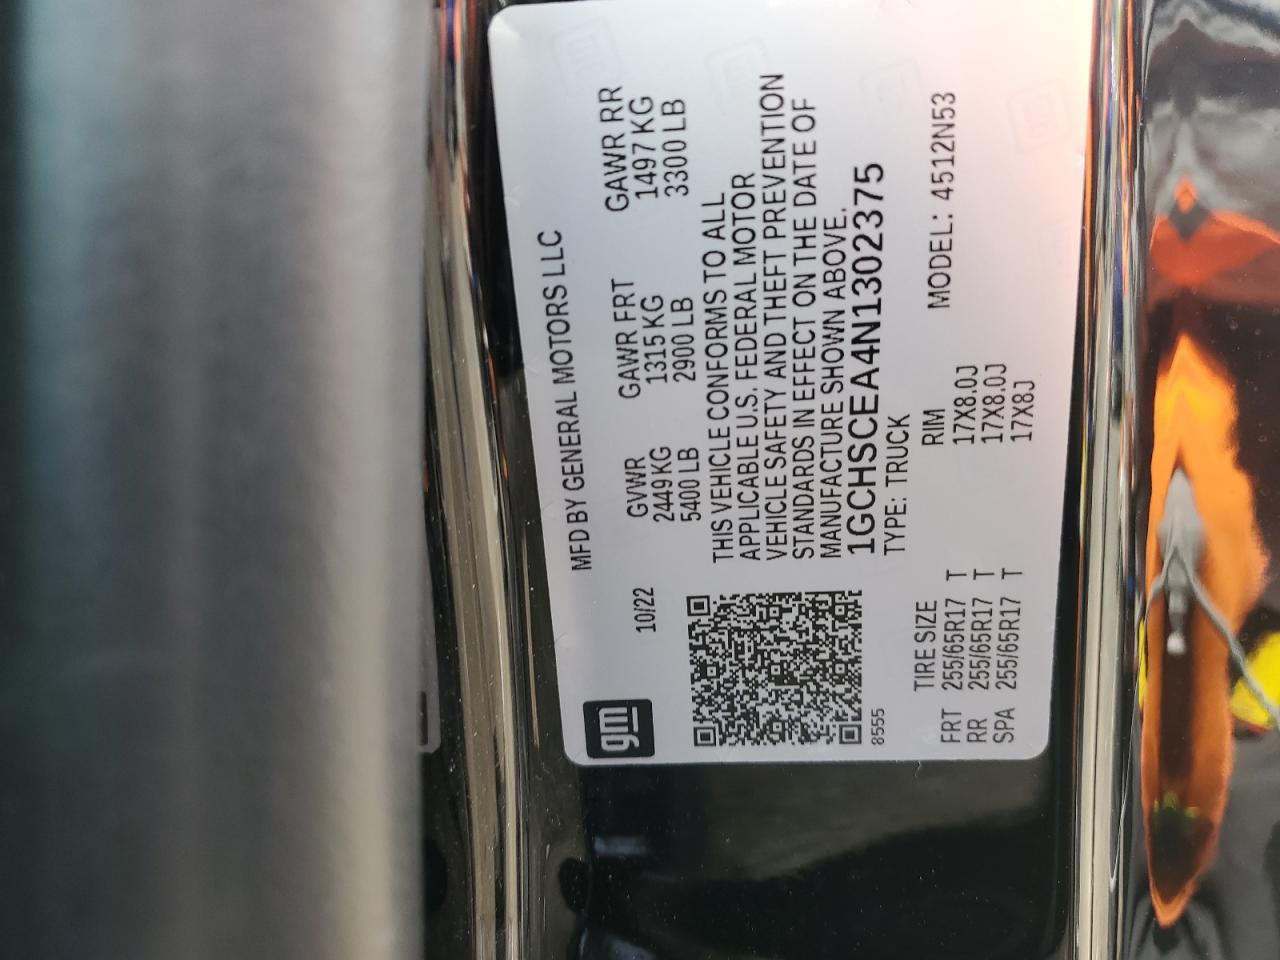 gm
MFD BY GENERAL MOTORS LLC
10/22
GVWR GAWR FRT GAWR RR
2449 KG 1315 KG 1497 KG
5400 LB 2900 LB 3300 LB
THIS VEHICLE CONFORMS TO ALL
APPLICABLE U.S. FEDERAL MOTOR
VEHICLE SAFETY AND THEFT PREVENTION
STANDARDS IN EFFECT ON THE DATE OF
MANUFACTURE SHOWN ABOVE.
1GCHSCEA4N1302375
8555
TYPE: TRUCK
TIRE SIZE RIM MODEL: 4512N53
FRT 255/65R17 T 17X8.0J
RR 255/65R17 T 17X8.0J
SPA 255/65R17 T 17X8J